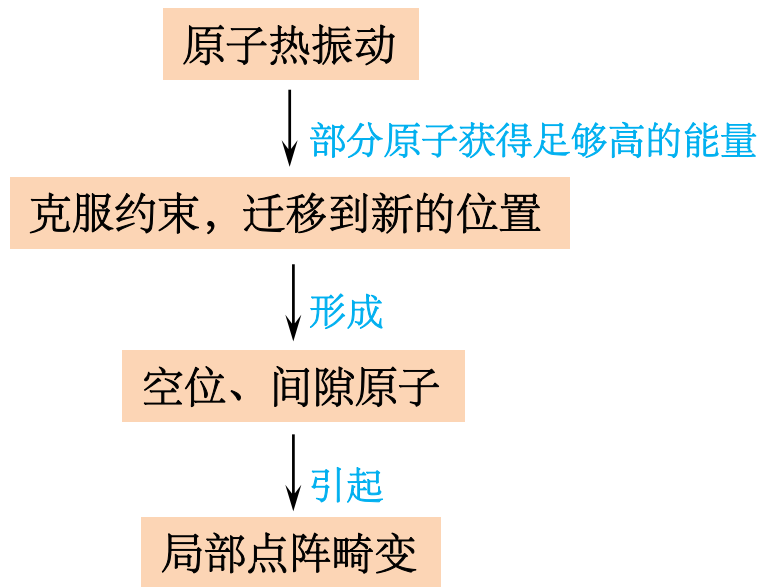 原子热振动
部分原子获得足够高的能量
克服约束，迁移到新的位置
形成
空位、间隙原子
引起
局部点阵畸变